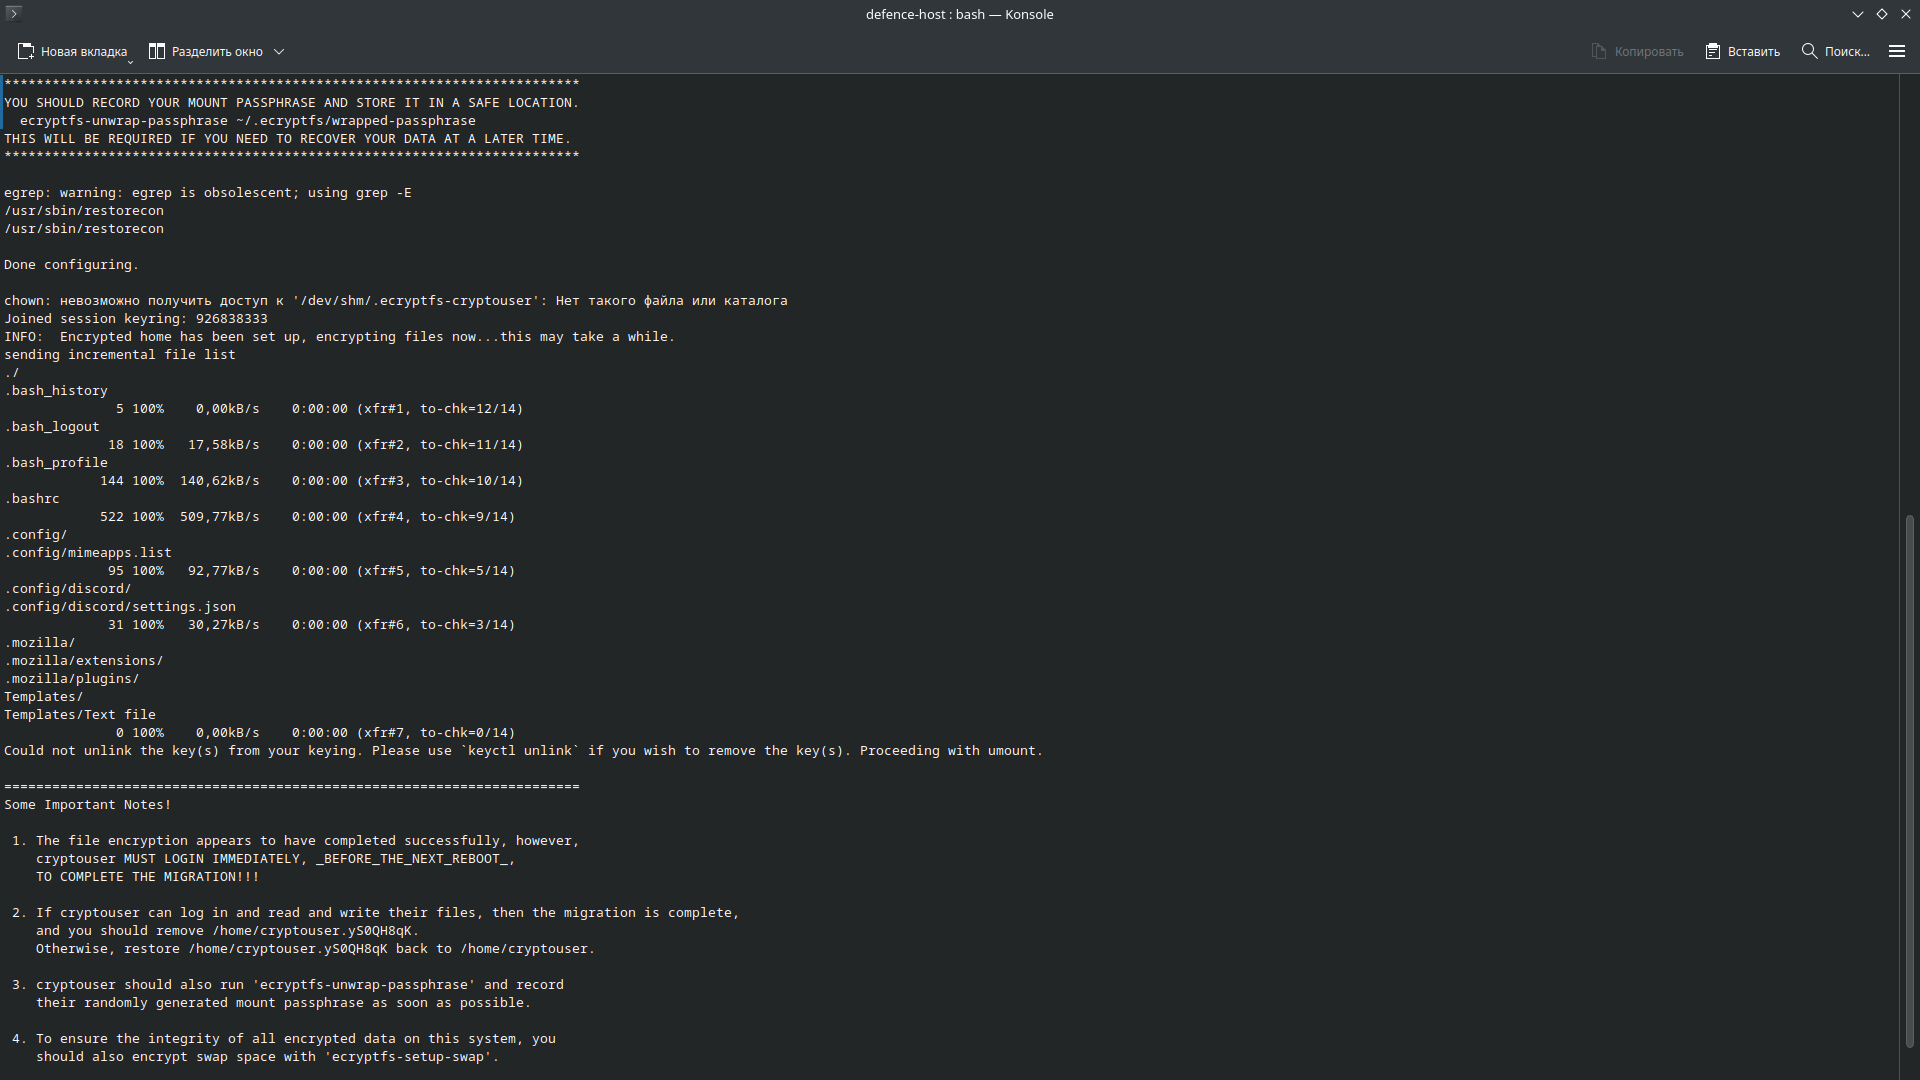 defence-host : bash — Konsole
Новая вкладка
Разделить окно
Копировать
Вставить
Поиск...
************************************************************************
YOU SHOULD RECORD YOUR MOUNT PASSPHRASE AND STORE IT IN A SAFE LOCATION.
  ecryptfs-unwrap-passphrase ~/.ecryptfs/wrapped-passphrase
THIS WILL BE REQUIRED IF YOU NEED TO RECOVER YOUR DATA AT A LATER TIME.
************************************************************************
egrep: warning: egrep is obsolescent; using grep -E
/usr/sbin/restorecon
/usr/sbin/restorecon
Done configuring.
chown: невозможно получить доступ к '/dev/shm/.ecryptfs-cryptouser': Нет такого файла или каталога
Joined session keyring: 926838333
INFO:  Encrypted home has been set up, encrypting files now...this may take a while.
sending incremental file list
./
.bash_history
              5 100%    0,00kB/s    0:00:00 (xfr#1, to-chk=12/14)
.bash_logout
             18 100%   17,58kB/s    0:00:00 (xfr#2, to-chk=11/14)
.bash_profile
            144 100%  140,62kB/s    0:00:00 (xfr#3, to-chk=10/14)
.bashrc
            522 100%  509,77kB/s    0:00:00 (xfr#4, to-chk=9/14)
.config/
.config/mimeapps.list
             95 100%   92,77kB/s    0:00:00 (xfr#5, to-chk=5/14)
.config/discord/
.config/discord/settings.json
             31 100%   30,27kB/s    0:00:00 (xfr#6, to-chk=3/14)
.mozilla/
.mozilla/extensions/
.mozilla/plugins/
Templates/
Templates/Text file
              0 100%    0,00kB/s    0:00:00 (xfr#7, to-chk=0/14)
Could not unlink the key(s) from your keying. Please use `keyctl unlink` if you wish to remove the key(s). Proceeding with umount.
========================================================================
Some Important Notes!
 1. The file encryption appears to have completed successfully, however,
    cryptouser MUST LOGIN IMMEDIATELY, _BEFORE_THE_NEXT_REBOOT_,
    TO COMPLETE THE MIGRATION!!!
 2. If cryptouser can log in and read and write their files, then the migration is complete,
    and you should remove /home/cryptouser.yS0QH8qK.
    Otherwise, restore /home/cryptouser.yS0QH8qK back to /home/cryptouser.
 3. cryptouser should also run 'ecryptfs-unwrap-passphrase' and record
    their randomly generated mount passphrase as soon as possible.
 4. To ensure the integrity of all encrypted data on this system, you
    should also encrypt swap space with 'ecryptfs-setup-swap'.